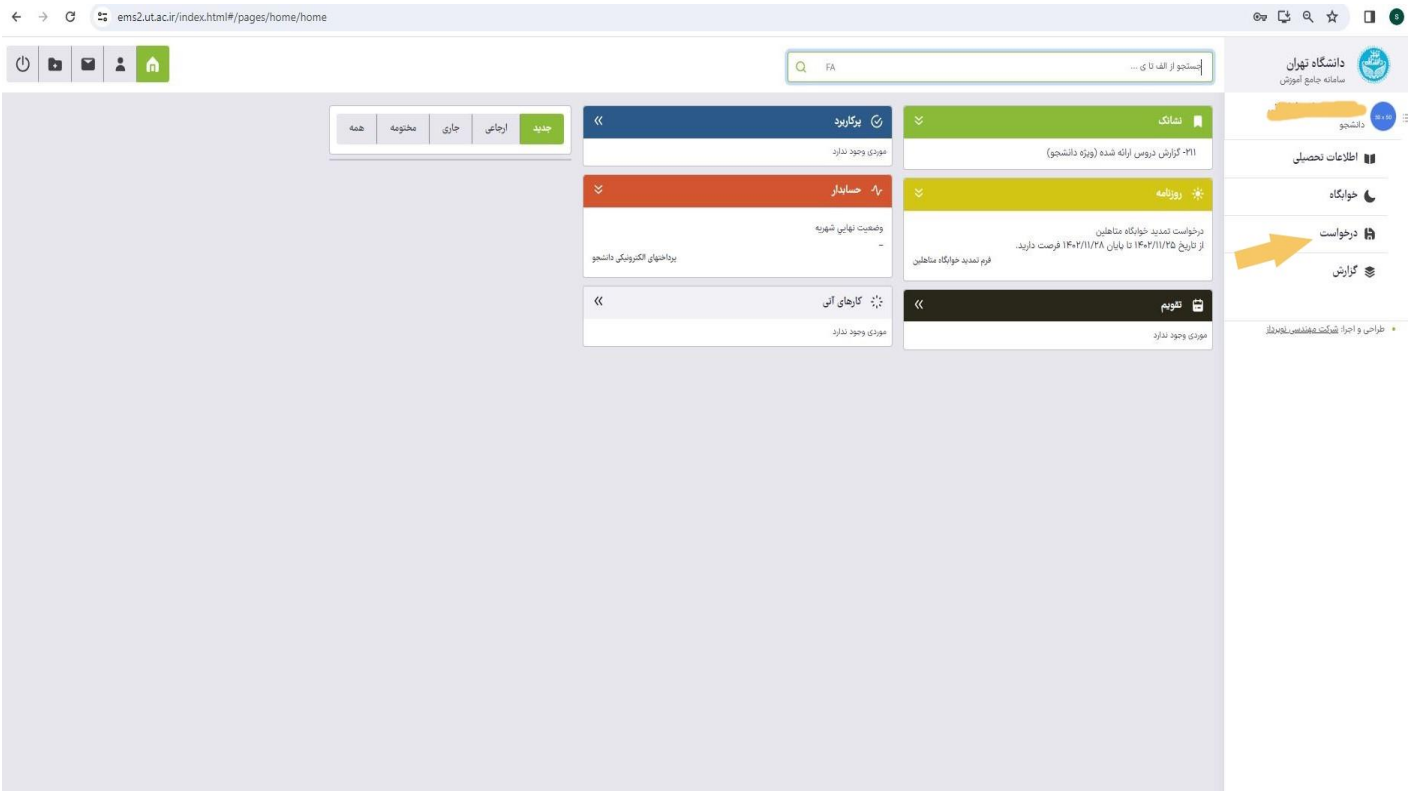 ems2.ut.ac.ir/index.html#/pages/home/home
S
دانشگاه تهران
سامانه جامع آموزش
جستجو از الف تا ی ...
FA
30 x 50
دانشجو
اطلاعات تحصیلی
خوابگاه
درخواست
گزارش
طراحی و اجرا: شرکت مهندسی نوپرداز
نشانک
۲۱۱- گزارش دروس ارائه شده (ویژه دانشجو)
روزنامه
درخواست تمدید خوابگاه متاهلین
از تاریخ ۱۴۰۲/۱۱/۲۵ تا پایان ۱۴۰۲/۱۱/۲۸ فرصت دارید.
فرم تمدید خوابگاه متاهلین
تقویم
موردی وجود ندارد
پرکاربرد
موردی وجود ندارد
حسابدار
وضعیت نهایی شهریه
–
پرداختهای الکترونیکی دانشجو
کارهای آتی
موردی وجود ندارد
جدید ارجاعی جاری مختومه همه